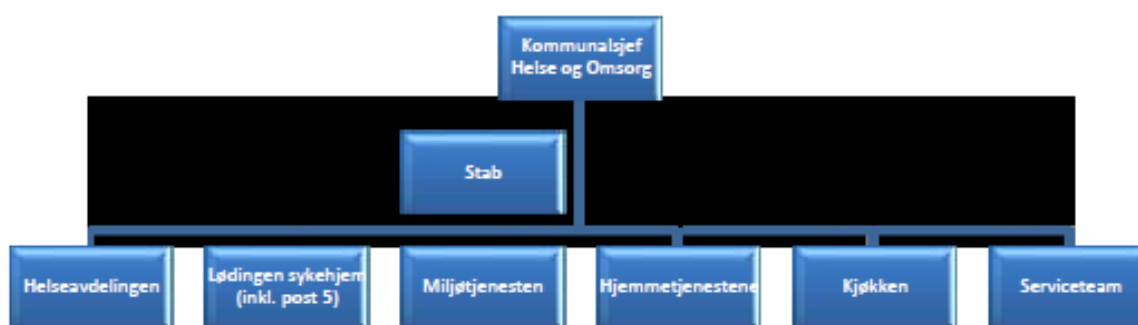 Kommunalsjef
Helse og Omsorg
Stab
Helseavdelingen
Lødingen sykehjem
(inkl. post 5)
Miljøtjenesten
Hjemmetjenestene
Kjøkken
Serviceteam